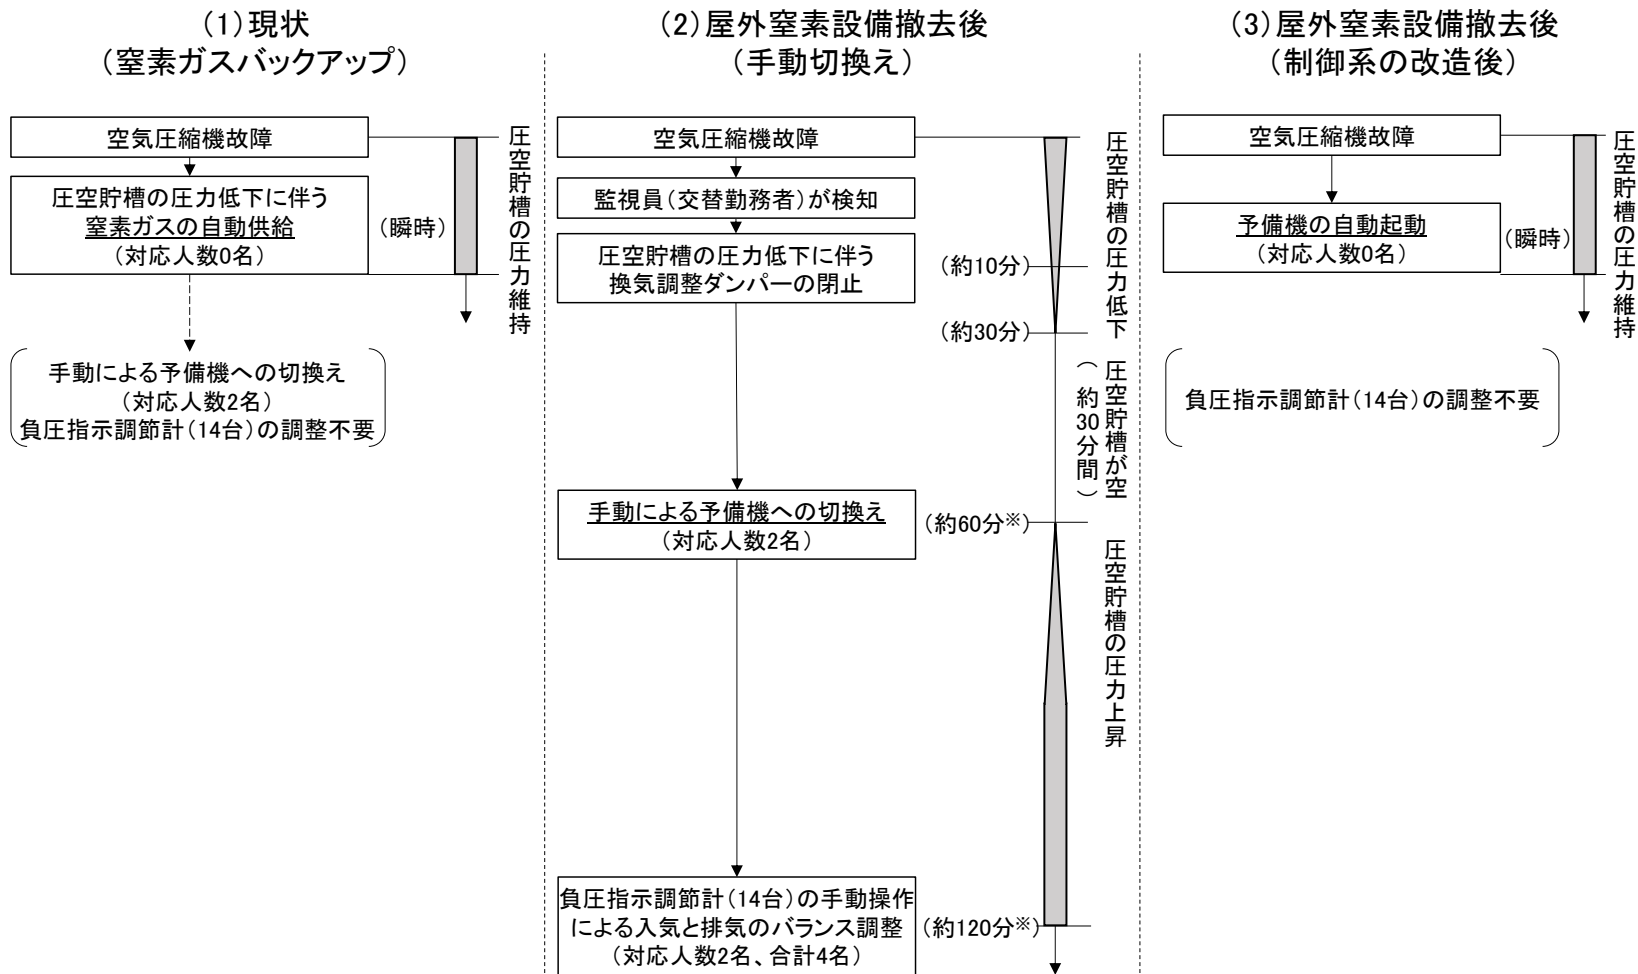 (1)現状
(窒素ガスバックアップ)
空気圧縮機故障
圧空貯槽の圧力低下に伴う
窒素ガスの自動供給
(対応人数0名)
(瞬時)
圧空貯槽の圧力維持
手動による予備機への切換え
(対応人数2名)
負圧指示調節計(14台)の調整不要
(2)屋外窒素設備撤去後
(手動切換え)
空気圧縮機故障
監視員(交替勤務者)が検知
圧空貯槽の圧力低下に伴う
換気調整ダンパーの閉止
(約10分)
(約30分)
圧空貯槽の圧力低下
圧空貯槽が空
(約30分間)
手動による予備機への切換え
(対応人数2名)
(約60分※)
圧空貯槽の圧力上昇
負圧指示調節計(14台)の手動操作
による入気と排気のバランス調整
(対応人数2名、合計4名)
(約120分※)
(3)屋外窒素設備撤去後
(制御系の改造後)
空気圧縮機故障
予備機の自動起動
(対応人数0名)
(瞬時)
圧空貯槽の圧力維持
負圧指示調節計(14台)の調整不要